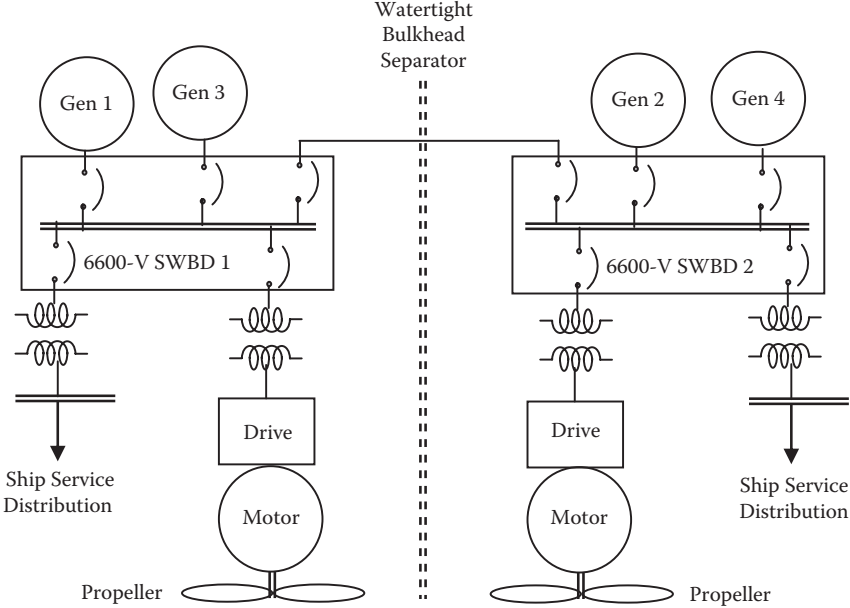 Watertight
Bulkhead
Separator
Gen 1
Gen 3
Gen 2
Gen 4
6600-V SWBD 1
6600-V SWBD 2
Drive
Drive
Ship Service
Distribution
Ship Service
Distribution
Motor
Motor
Propeller
Propeller